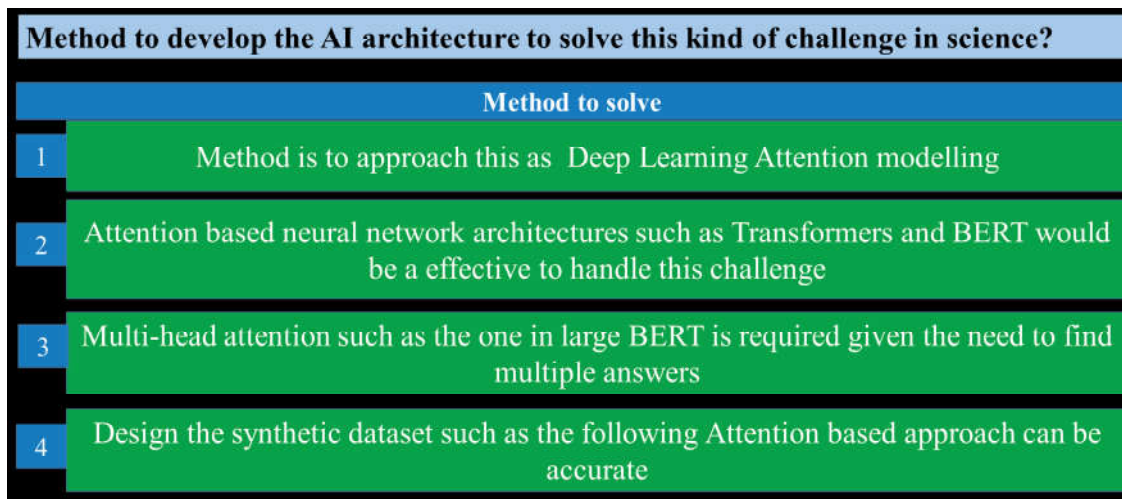 Method to develop the AI architecture to solve this kind of challenge in science?
Method to solve
1
Method is to approach this as Deep Learning Attention modelling
2
Attention based neural network architectures such as Transformers and BERT would
be a effective to handle this challenge
3
Multi-head attention such as the one in large BERT is required given the need to find
multiple answers
4
Design the synthetic dataset such as the following Attention based approach can be
accurate